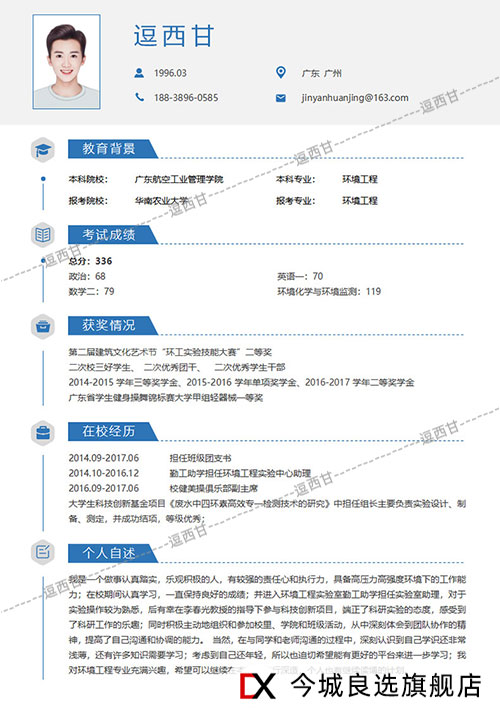 逗西甘
1996.03 广东 广州
188-3896-0585 jinyanhuanjing@163.com
逗西甘
教育背景
本科院校： 广东航空工业管理学院 本科专业： 环境工程
报考院校： 华南农业大学 报考专业： 环境工程
逗西甘
考试成绩
逗西甘
总分：336
政治：68 英语一：70
数学二：79 环境化学与环境监测：119
获奖情况
第二届建筑文化艺术节“环工实验技能大赛”二等奖
二次校三好学生、 二次优秀团干、 二次优秀学生干部
2014-2015 学年三等奖学金、2015-2016 学年单项奖学金、2016-2017 学年二等奖学金
广东省学生健身操舞锦标赛大学甲组轻器械一等奖
在校经历
逗西甘
2014.09-2017.06 担任班级团支书
2014.10-2016.12 勤工助学担任环境工程实验中心助理
2016.09-2017.06 校健美操俱乐部副主席
大学生科技创新基金项目《废水中四环素高效专一检测技术的研究》中担任组长主要负责实验设计、制
备、测定，并成功结项，等级优秀；
逗西甘
个人自述
我是一个做事认真踏实，乐观积极的人，有较强的责任心和执行力，具备高压力高强度环境下的工作能
力；在校期间认真学习，一直保持良好的成绩；并进入环境工程实验室勤工助学担任实验室助理，对于
实验操作较为熟悉，后有幸在李春光教授的指导下参与科技创新项目，端正了科研实验的态度，感受到
了科研工作的乐趣；同时积极主动地组织和参加校里、学院和班级活动，从中深刻体会到团队协作的精
神，提高了自己沟通和协调的能力。 当然，在与同学和老师沟通的过程中，深刻认识到自己学识还非常
浅薄，还有许多知识需要学习；考虑到自己还年轻，所以也迫切希望能有更好的平台来进一步学习；我
对环境工程专业充满兴趣，希望可以继续在
逗西甘
逗西甘
DX 今城良选旗舰店